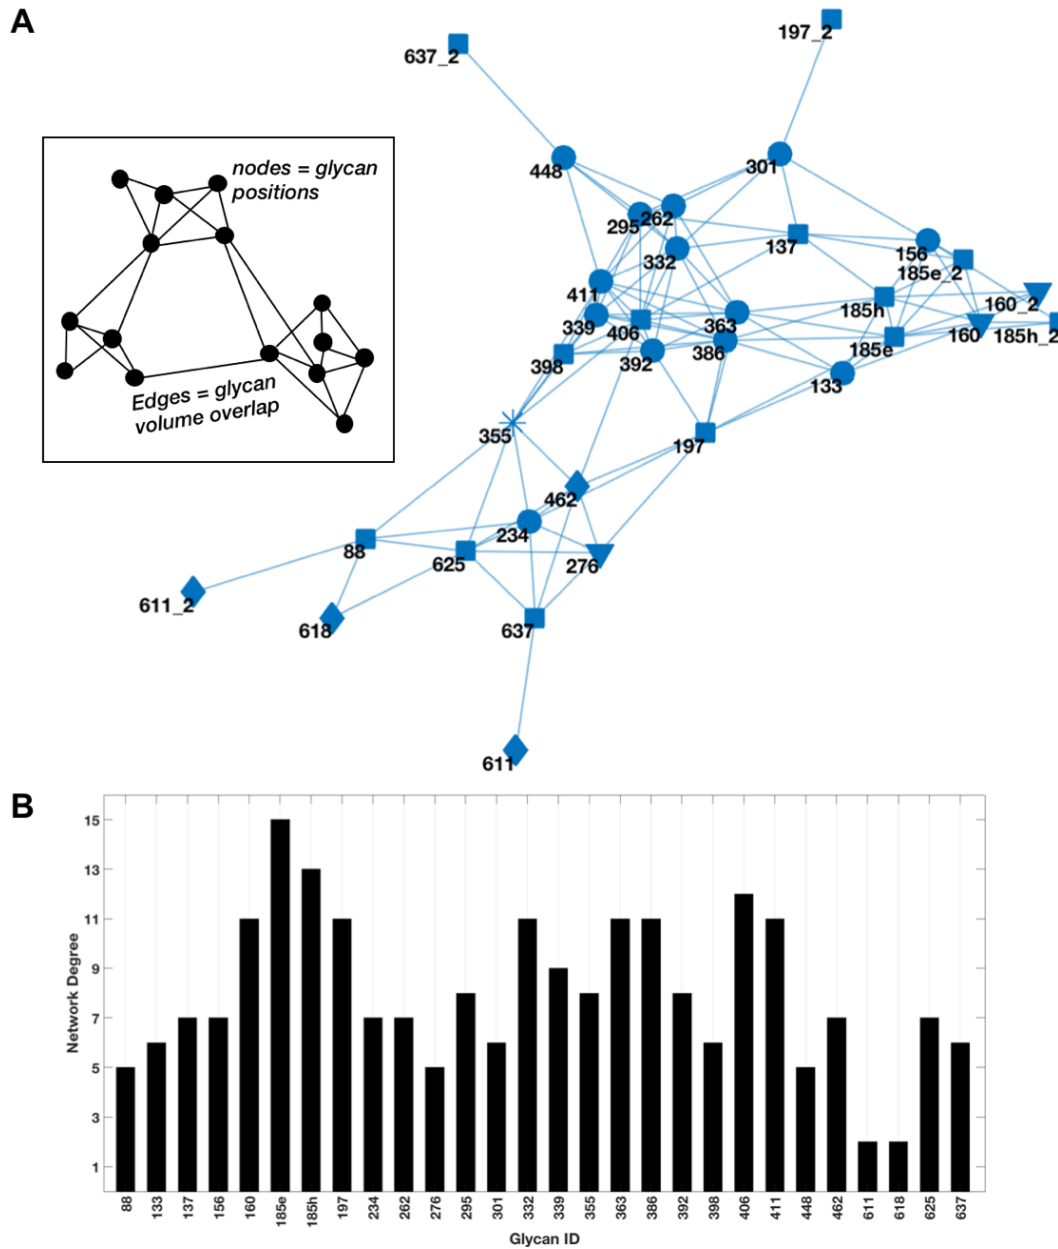 A
637_2
197_2
nodes = glycan
positions
Edges = glycan
volume overlap
448
301
295
262
332
137
156
185e_2
411
339
406
363
185h
160_2
160
185h_2
398
392
386
185e
133
355
197
462
234
88
625
276
611_2
618
637
611
B
Network Degree
15
13
11
9
7
5
3
1
88 133 137 156 160 185e 185h 197 234 262 276 295 301 332 339 355 363 386 392 398 406 411 448 462 611 618 625 637
Glycan ID